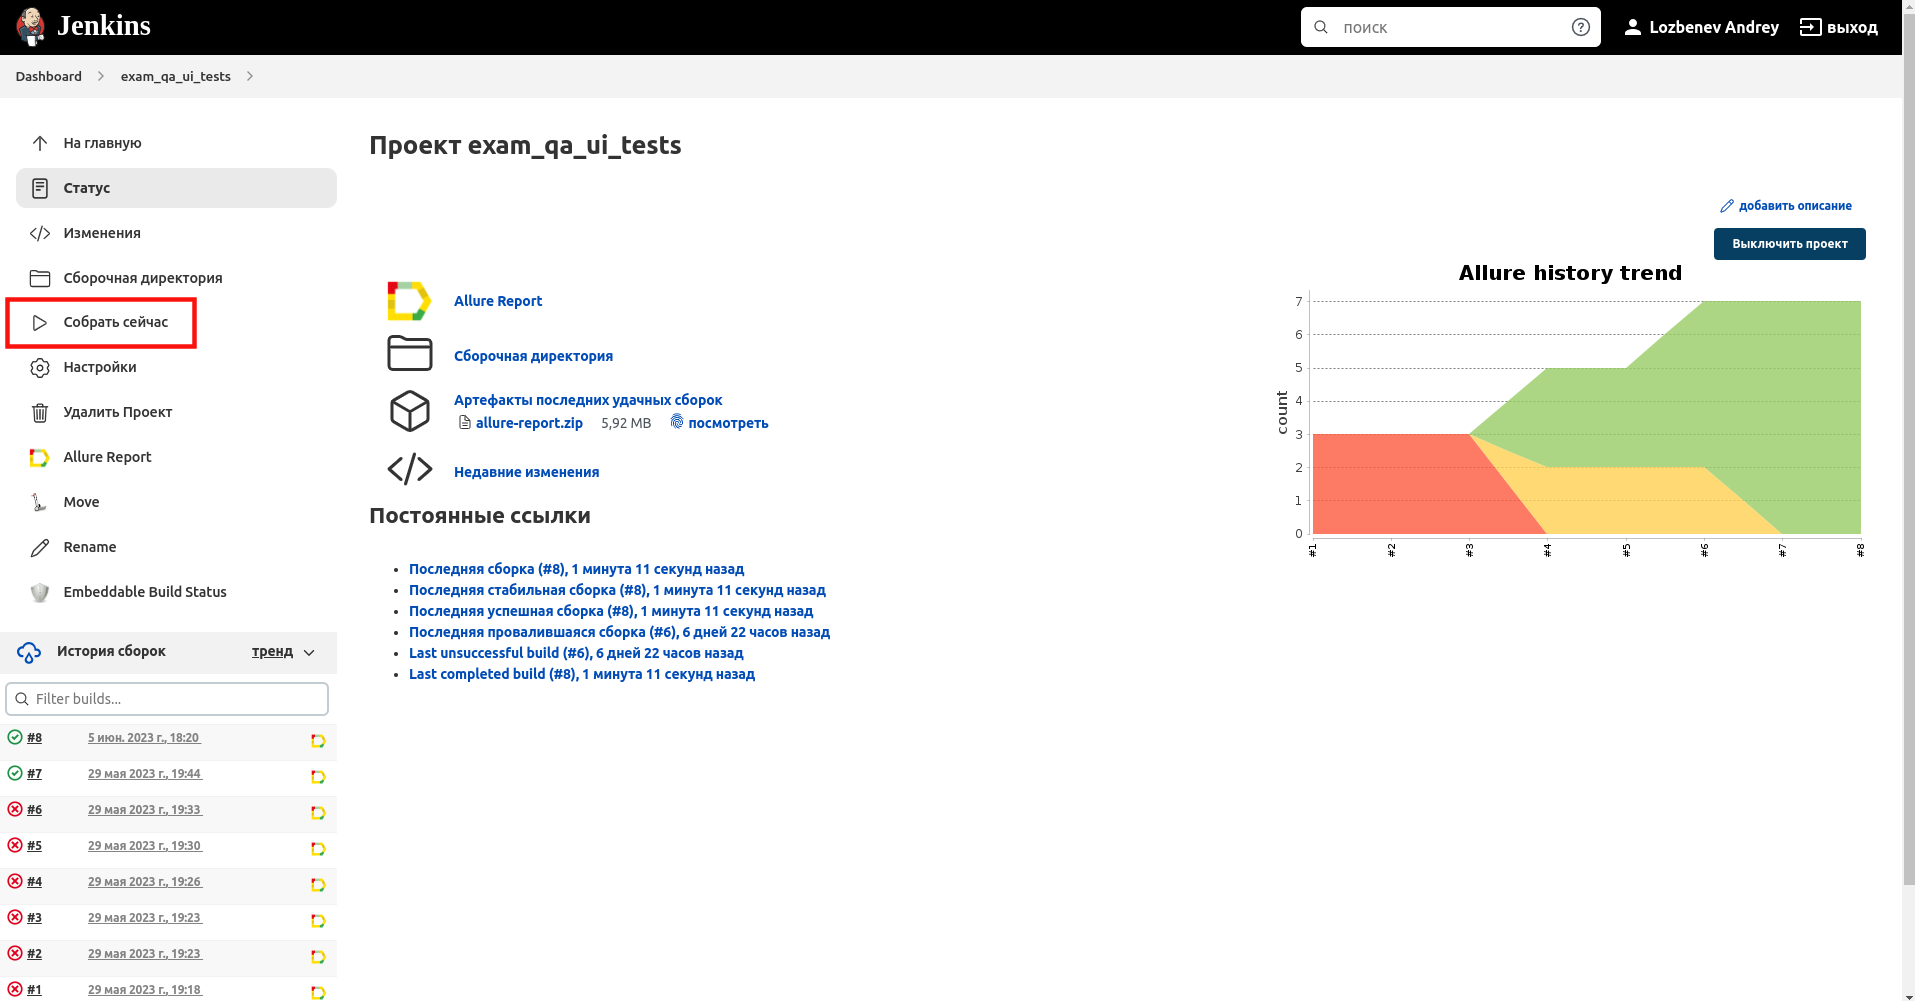 Jenkins
поиск
Lozbenev Andrey
выход
Dashboard
exam_qa_ui_tests
На главную
Статус
Изменения
Сборочная директория
Собрать сейчас
Настройки
Удалить Проект
Allure Report
Move
Rename
Embeddable Build Status
История сборок
тренд
Filter builds...
#8 5 июн. 2023 г., 18:20
#7 29 мая 2023 г., 19:44
#6 29 мая 2023 г., 19:33
#5 29 мая 2023 г., 19:30
#4 29 мая 2023 г., 19:26
#3 29 мая 2023 г., 19:23
#2 29 мая 2023 г., 19:23
#1 29 мая 2023 г., 19:18
Проект exam_qa_ui_tests
добавить описание
Выключить проект
Allure Report
Сборочная директория
Артефакты последних удачных сборок
allure-report.zip 5,92 MB посмотреть
Недавние изменения
Постоянные ссылки
Последняя сборка (#8), 1 минута 11 секунд назад
Последняя стабильная сборка (#8), 1 минута 11 секунд назад
Последняя успешная сборка (#8), 1 минута 11 секунд назад
Последняя провалившаяся сборка (#6), 6 дней 22 часов назад
Last unsuccessful build (#6), 6 дней 22 часов назад
Last completed build (#8), 1 минута 11 секунд назад
Allure history trend
count
7
6
5
4
3
2
1
0
#1 #2 #3 #4 #5 #6 #7 #8